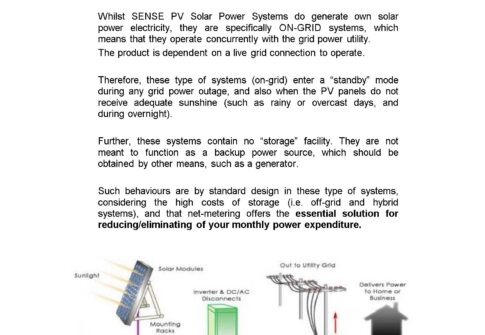 Whilst SENSE PV Solar Power Systems do generate own solar
power electricity, they are specifically ON-GRID systems, which
means that they operate concurrently with the grid power utility.
The product is dependent on a live grid connection to operate.
Therefore, these type of systems (on-grid) enter a “standby” mode
during any grid power outage, and also when the PV panels do not
receive adequate sunshine (such as rainy or overcast days, and
during overnight).
Further, these systems contain no “storage” facility. They are not
meant to function as a backup power source, which should be
obtained by other means, such as a generator.
Such behaviours are by standard design in these type of systems,
considering the high costs of storage (i.e. off-grid and hybrid
systems), and that net-metering offers the essential solution for
reducing/eliminating of your monthly power expenditure.
Sunlight
Solar Modules
Mounting
Racks
Inverter & DC/AC
Disconnects
Out to Utility Grid
Delivers Power
to Home or
Business